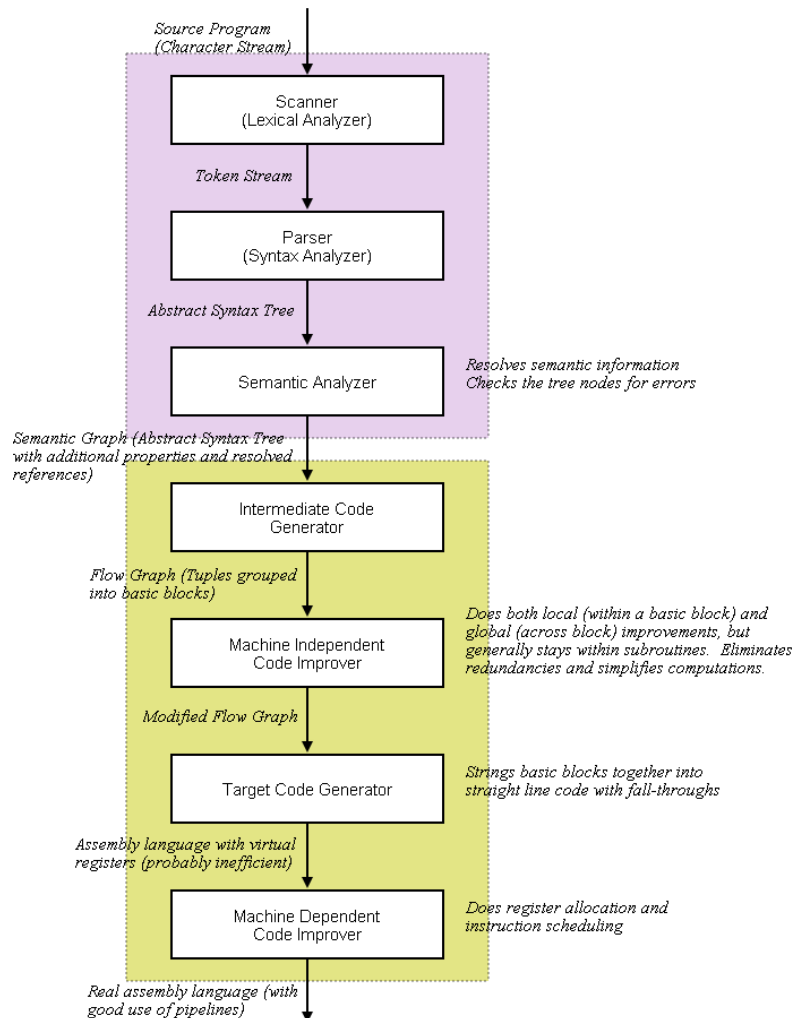 Source Program
(Character Stream)
Scanner
(Lexical Analyzer)
Token Stream
Parser
(Syntax Analyzer)
Abstract Syntax Tree
Semantic Analyzer
Resolves semantic information
Checks the tree nodes for errors
Semantic Graph (Abstract Syntax Tree
with additional properties and resolved
references)
Intermediate Code
Generator
Flow Graph (Tuples grouped
into basic blocks)
Machine Independent
Code Improver
Does both local (within a basic block) and
global (across block) improvements, but
generally stays within subroutines. Eliminates
redundancies and simplifies computations.
Modified Flow Graph
Target Code Generator
Strings basic blocks together into
straight line code with fall-throughs
Assembly language with virtual
registers (probably inefficient)
Machine Dependent
Code Improver
Does register allocation and
instruction scheduling
Real assembly language (with
good use of pipelines)